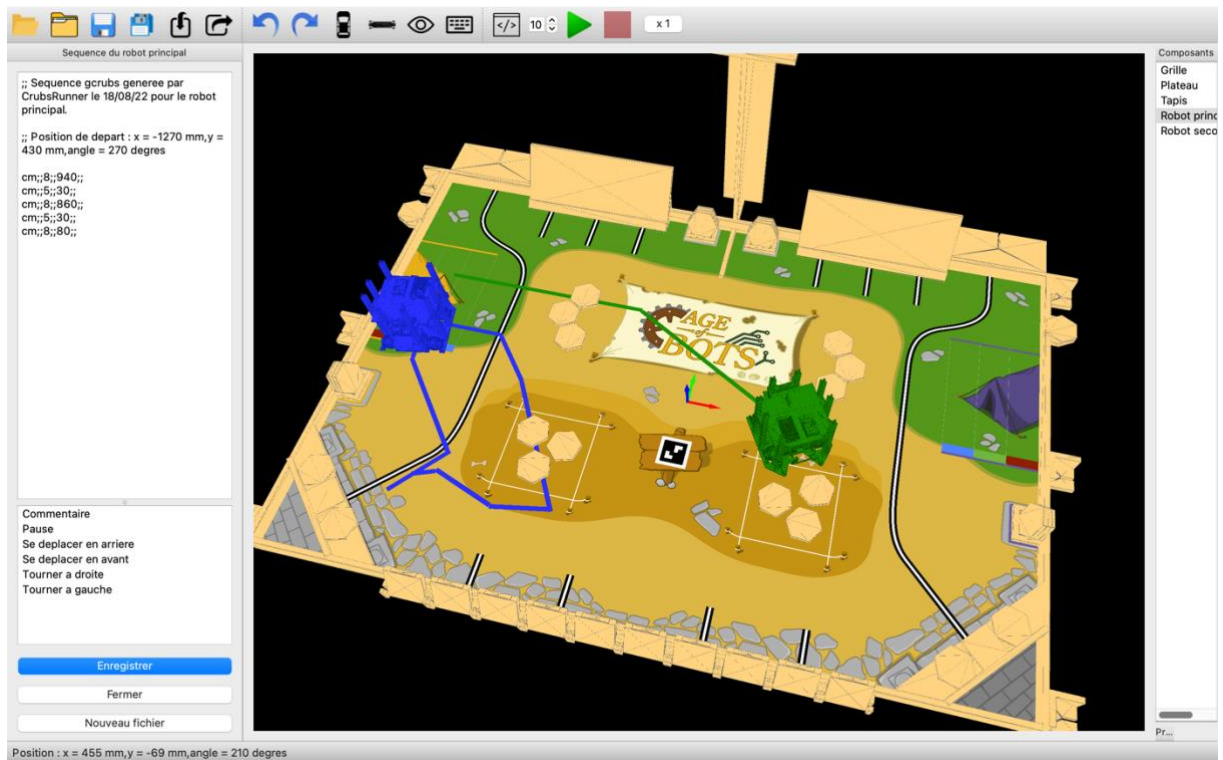 10
x 1
Sequence du robot principal
;; Sequence gcrubs generee par
CrubsRunner le 18/08/22 pour le robot
principal.
;; Position de depart : x = -1270 mm,y =
430 mm,angle = 270 degres
cm;;8;;940;;
cm;;5;;30;;
cm;;8;;860;;
cm;;5;;30;;
cm;;8;;80;;
Commentaire
Pause
Se deplacer en arriere
Se deplacer en avant
Tourner a droite
Tourner a gauche
Enregistrer
Fermer
Nouveau fichier
AGE
of
BOTS
Composants
Grille
Plateau
Tapis
Robot princ
Robot seco
Pr...
Position : x = 455 mm,y = -69 mm,angle = 210 degres